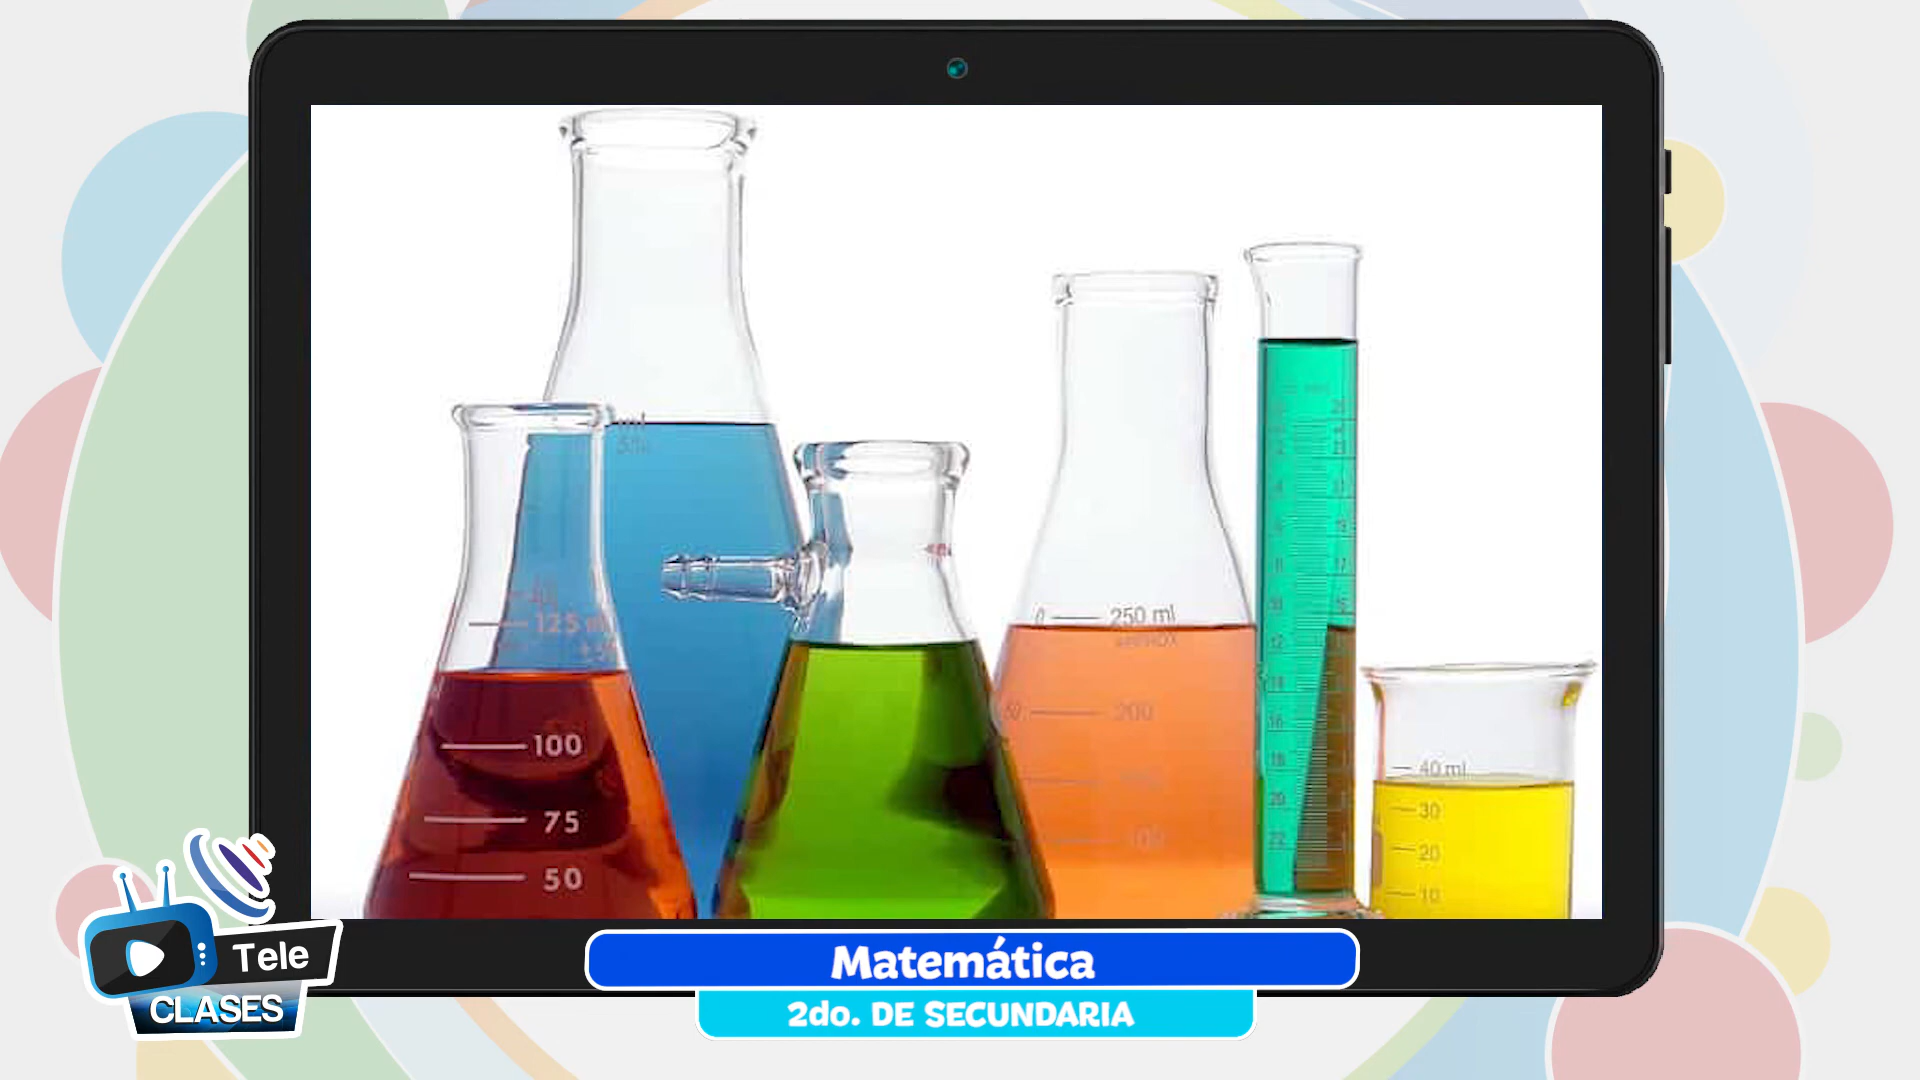 125 ml
100
75
50
250 ml
APPROX
200
40 ml
30
20
10
Tele
CLASES
Matemática
2do. DE SECUNDARIA